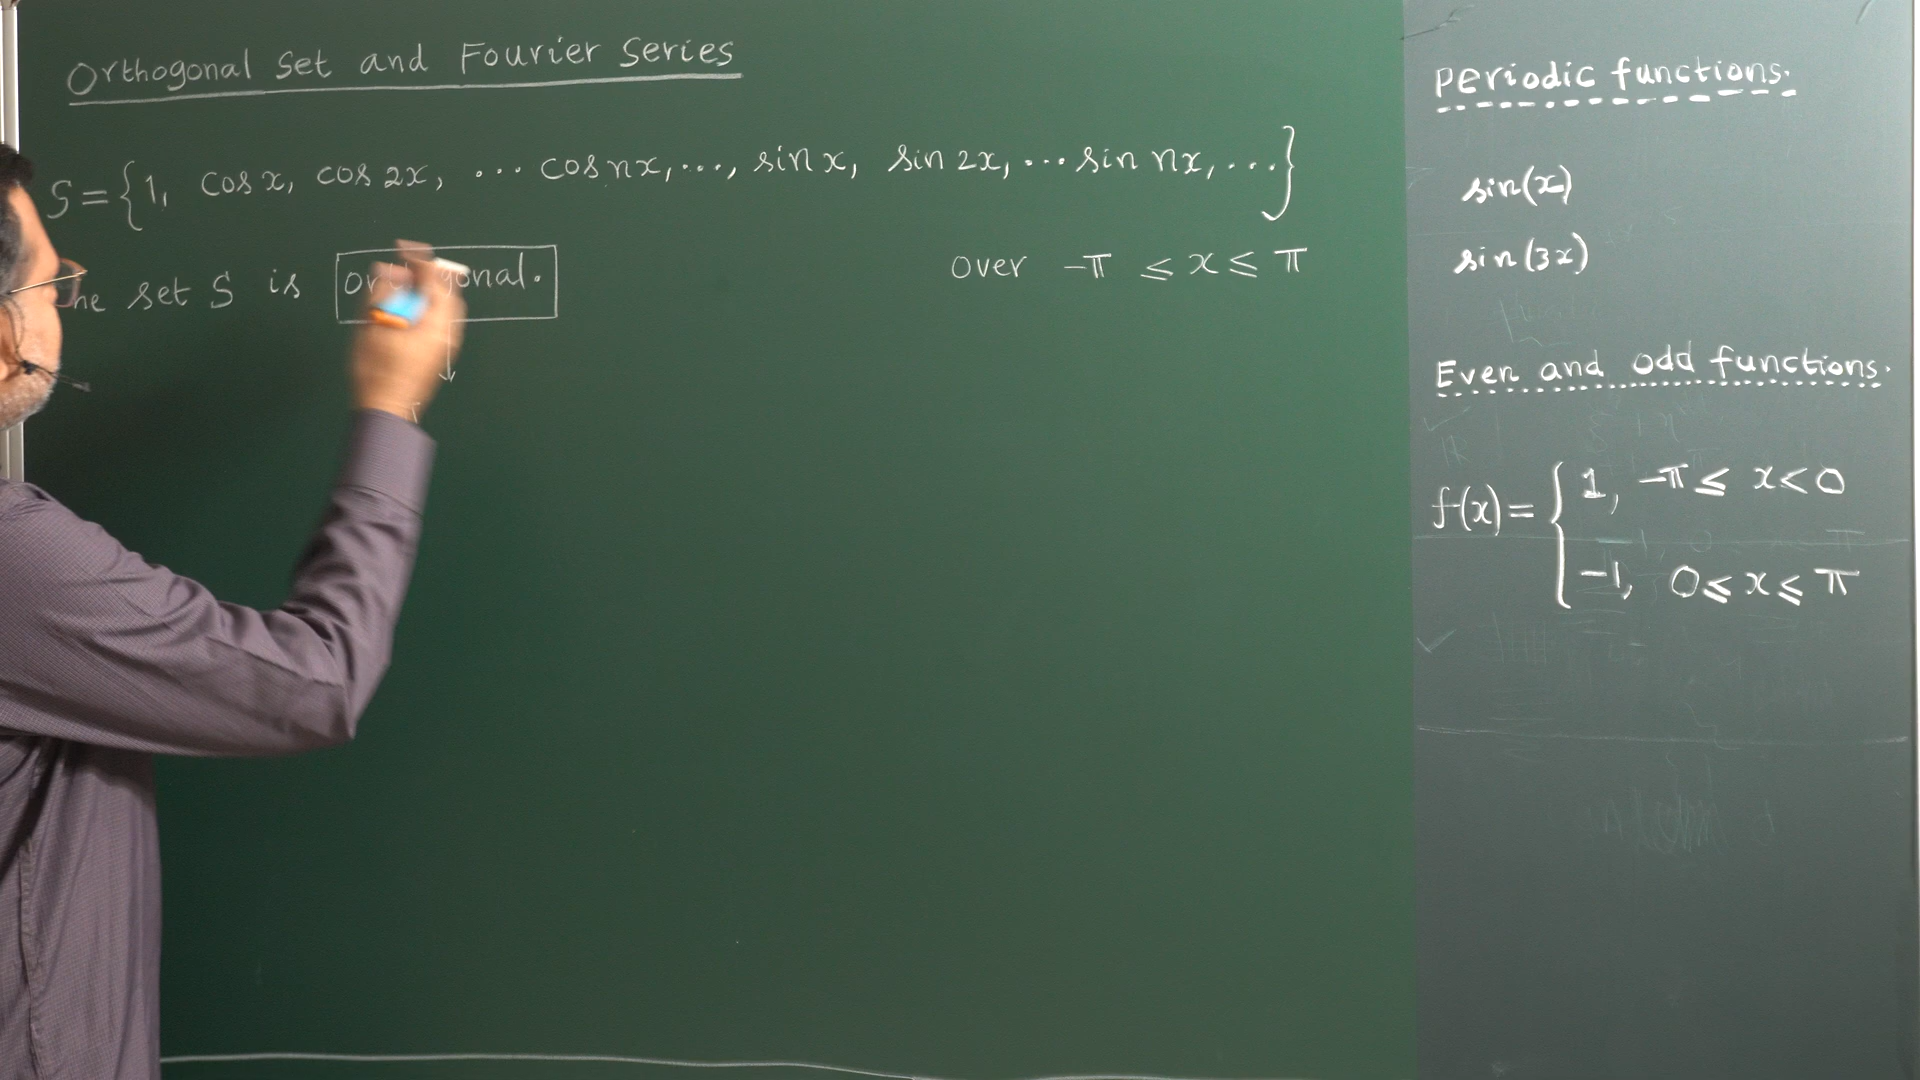 Orthogonal Set and Fourier Series
S = {1, cos x, cos 2x, ... cos nx, ..., sin x, sin 2x, ... sin nx, ...}
over -π ≤ x ≤ π
set S is orthogonal.
Periodic functions.
sin(x)
sin(3x)
Even and odd functions.
f(x) = { 1, -π ≤ x < 0
-1, 0 ≤ x ≤ π